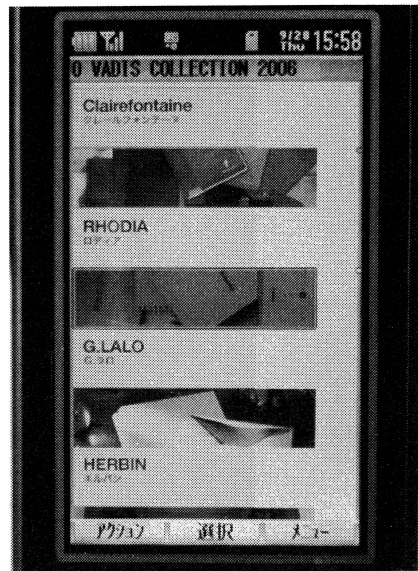 9/28
Thu 15:58
O VADIS COLLECTION 2006
Clairefontaine
クレールフォンテーヌ
RHODIA
ロディア
G.LALO
G.ラロ
HERBIN
エルバン
アクション 選択 メニュー